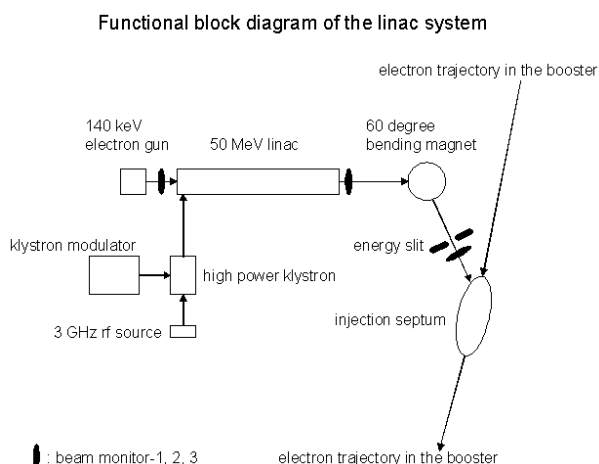 Functional block diagram of the linac system
electron trajectory in the booster
140 keV
electron gun
50 MeV linac
60 degree
bending magnet
energy slit
klystron modulator
high power klystron
injection septum
3 GHz rf source
: beam monitor-1, 2, 3
electron trajectory in the booster